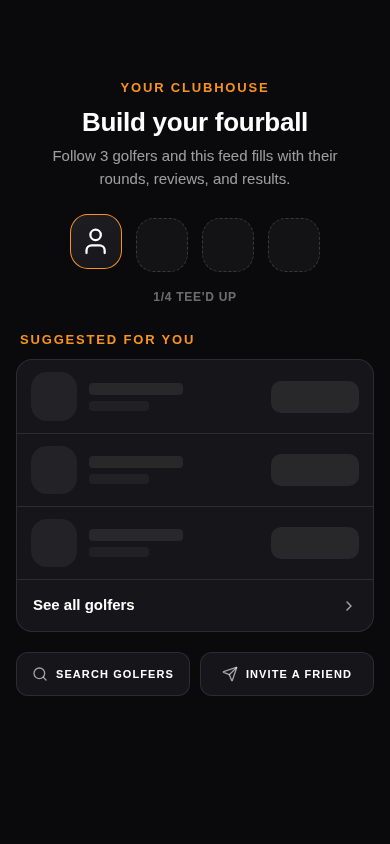 YOUR CLUBHOUSE
Build your fourball
Follow 3 golfers and this feed fills with their
rounds, reviews, and results.
1/4 TEE'D UP
SUGGESTED FOR YOU
See all golfers
SEARCH GOLFERS
INVITE A FRIEND